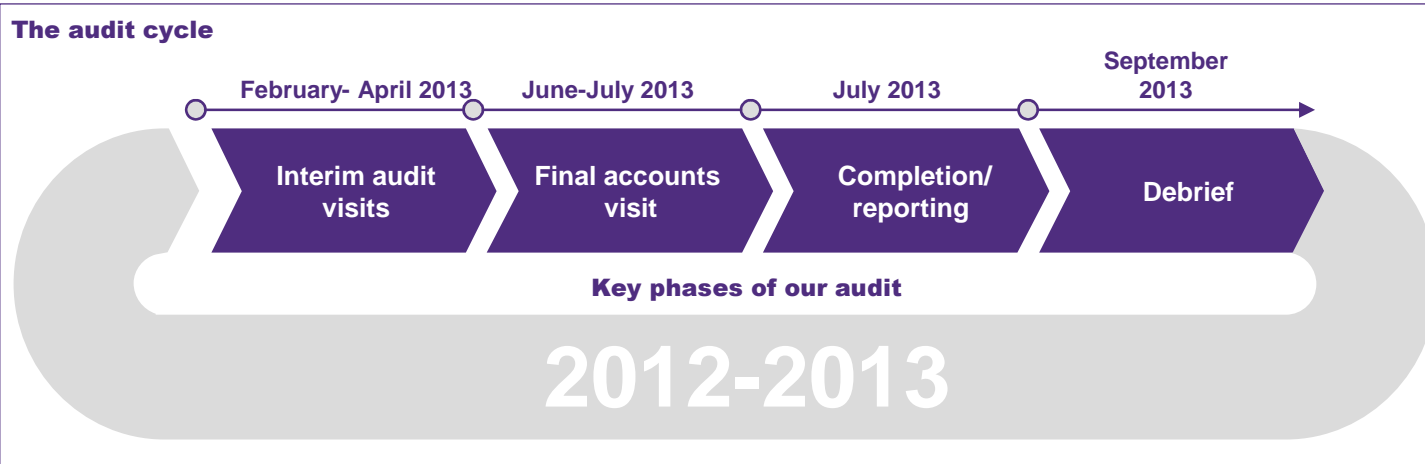 The audit cycle
September
February- April 2013 June-July 2013 July 2013 2013
Interim audit
visits
Final accounts
visit
Completion/
reporting
Debrief
Key phases of our audit
2012-2013